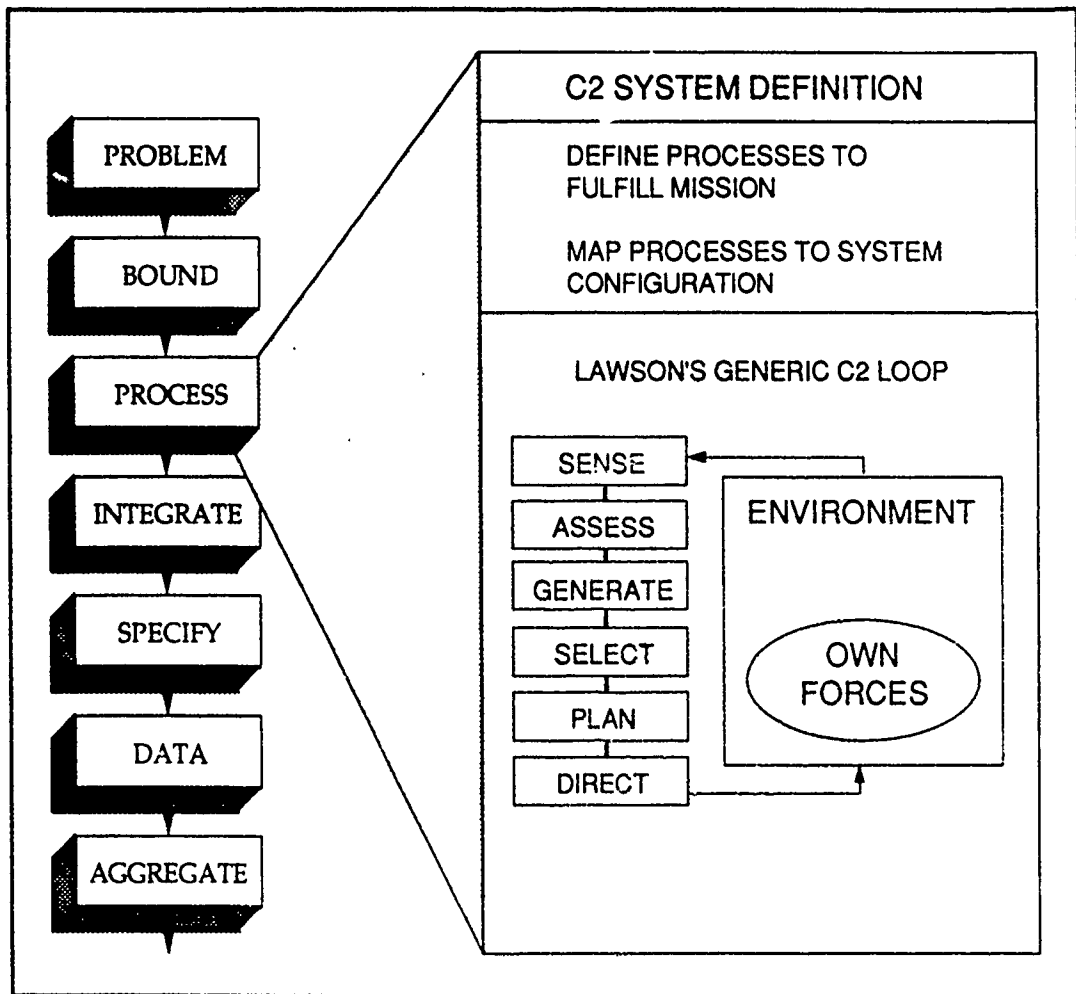 PROBLEM
BOUND
PROCESS
INTEGRATE
SPECIFY
DATA
AGGREGATE
C2 SYSTEM DEFINITION
DEFINE PROCESSES TO
FULFILL MISSION
MAP PROCESSES TO SYSTEM
CONFIGURATION
LAWSON'S GENERIC C2 LOOP
SENSE
ASSESS
GENERATE
SELECT
PLAN
DIRECT
ENVIRONMENT
OWN
FORCES